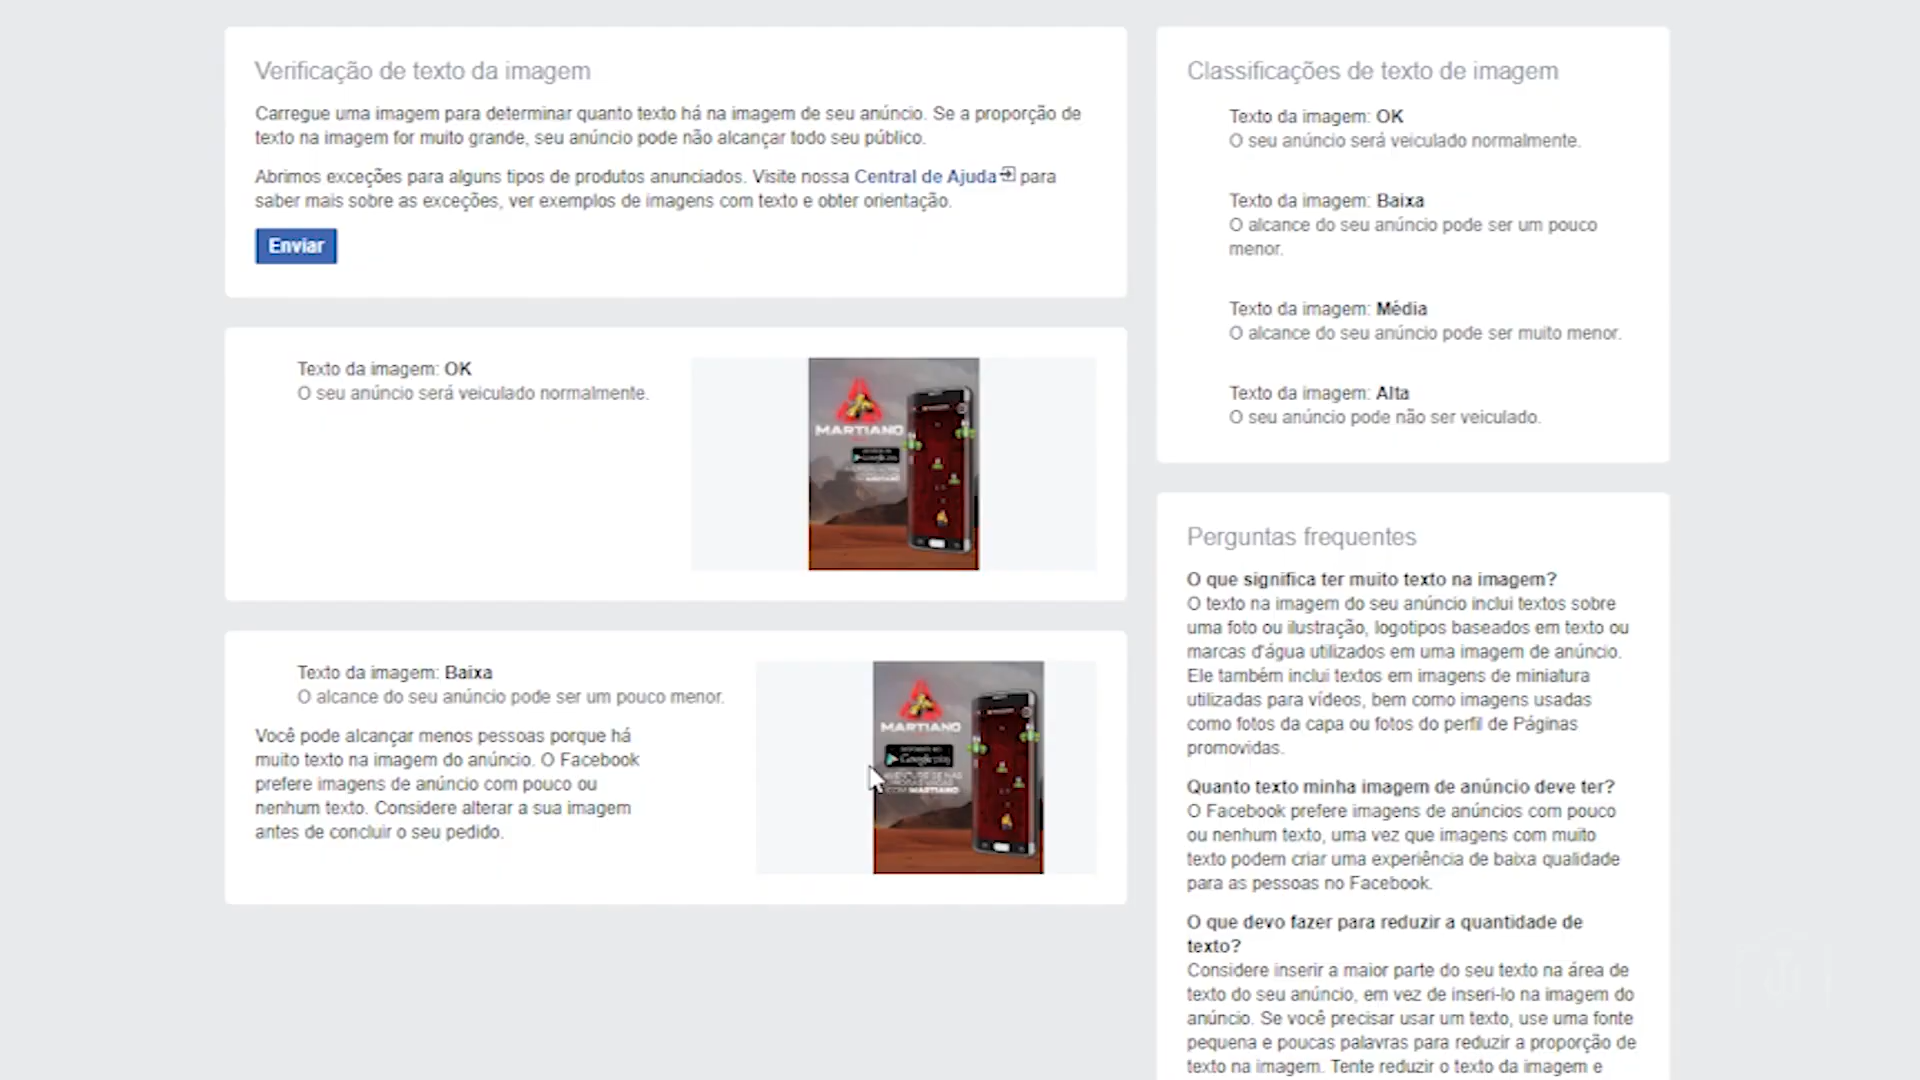 Verificação de texto da imagem
Carregue uma imagem para determinar quanto texto há na imagem de seu anúncio. Se a proporção de
texto na imagem for muito grande, seu anúncio pode não alcançar todo seu público.
Abrimos exceções para alguns tipos de produtos anunciados. Visite nossa Central de Ajuda para
saber mais sobre as exceções, ver exemplos de imagens com texto e obter orientação.
Enviar
Texto da imagem: OK
O seu anúncio será veiculado normalmente.
MARTIANO
Google play
MARTIANO
Texto da imagem: Baixa
O alcance do seu anúncio pode ser um pouco menor.
Você pode alcançar menos pessoas porque há
muito texto na imagem do anúncio. O Facebook
prefere imagens de anúncio com pouco ou
nenhum texto. Considere alterar a sua imagem
antes de concluir o seu pedido.
MARTIANO
Google play
COM MARTIANO
Classificações de texto de imagem
Texto da imagem: OK
O seu anúncio será veiculado normalmente.
Texto da imagem: Baixa
O alcance do seu anúncio pode ser um pouco
menor.
Texto da imagem: Média
O alcance do seu anúncio pode ser muito menor.
Texto da imagem: Alta
O seu anúncio pode não ser veiculado.
Perguntas frequentes
O que significa ter muito texto na imagem?
O texto na imagem do seu anúncio inclui textos sobre
uma foto ou ilustração, logotipos baseados em texto ou
marcas d'água utilizados em uma imagem de anúncio.
Ele também inclui textos em imagens de miniatura
utilizadas para vídeos, bem como imagens usadas
como fotos da capa ou fotos do perfil de Páginas
promovidas.
Quanto texto minha imagem de anúncio deve ter?
O Facebook prefere imagens de anúncios com pouco
ou nenhum texto, uma vez que imagens com muito
texto podem criar uma experiência de baixa qualidade
para as pessoas no Facebook.
O que devo fazer para reduzir a quantidade de
texto?
Considere inserir a maior parte do seu texto na área de
texto do seu anúncio, em vez de inseri-lo na imagem do
anúncio. Se você precisar usar um texto, use uma fonte
pequena e poucas palavras para reduzir a proporção de
texto na imagem. Tente reduzir o texto da imagem e